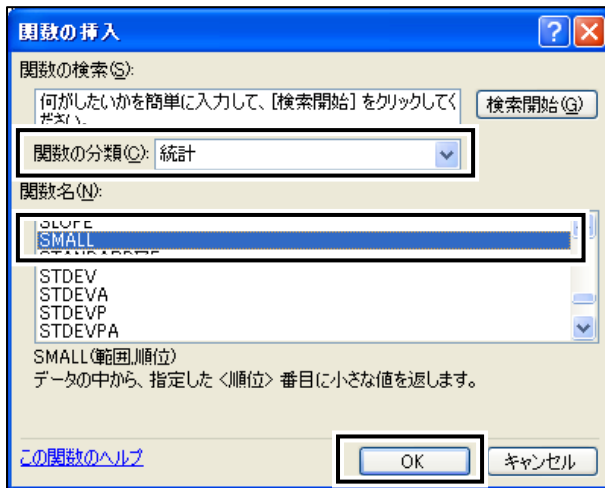 関数の挿入
関数の検索(S):
何がしたいかを簡単に入力して、[検索開始] をクリックしてく
ださい。
検索開始(G)
関数の分類(C): 統計
関数名(N):
SLOPE
SMALL
STANDARDIZE
STDEV
STDEVA
STDEVP
STDEVPA
SMALL(範囲,順位)
データの中から、指定した <順位> 番目に小さな値を返します。
この関数のヘルプ
OK
キャンセル